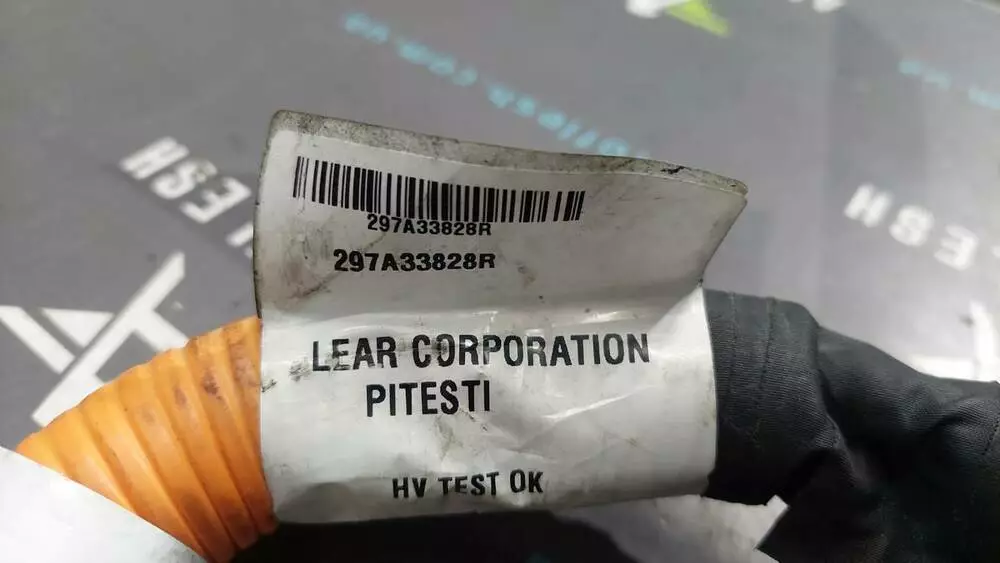 297A33828R
297A33828R
LEAR CORPORATION
PITESTI
HV TEST OK